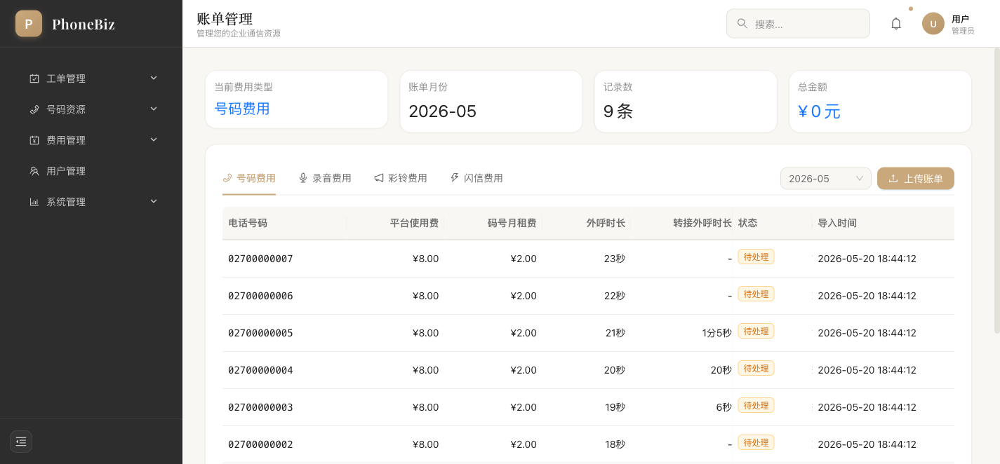 P PhoneBiz
工单管理
号码资源
费用管理
用户管理
系统管理
账单管理
管理您的企业通信资源
搜索...
U
用户
管理员
当前费用类型
号码费用
账单月份
2026-05
记录数
9 条
总金额
¥ 0 元
号码费用 录音费用 彩铃费用 闪信费用
2026-05
上传账单
电话号码 平台使用费 码号月租费 外呼时长 转接外呼时长 状态 导入时间
02700000007 ¥8.00 ¥2.00 23秒 - 待处理 2026-05-20 18:44:12
02700000006 ¥8.00 ¥2.00 22秒 - 待处理 2026-05-20 18:44:12
02700000005 ¥8.00 ¥2.00 21秒 1分5秒 待处理 2026-05-20 18:44:12
02700000004 ¥8.00 ¥2.00 20秒 20秒 待处理 2026-05-20 18:44:12
02700000003 ¥8.00 ¥2.00 19秒 6秒 待处理 2026-05-20 18:44:12
02700000002 ¥8.00 ¥2.00 18秒 - 待处理 2026-05-20 18:44:12